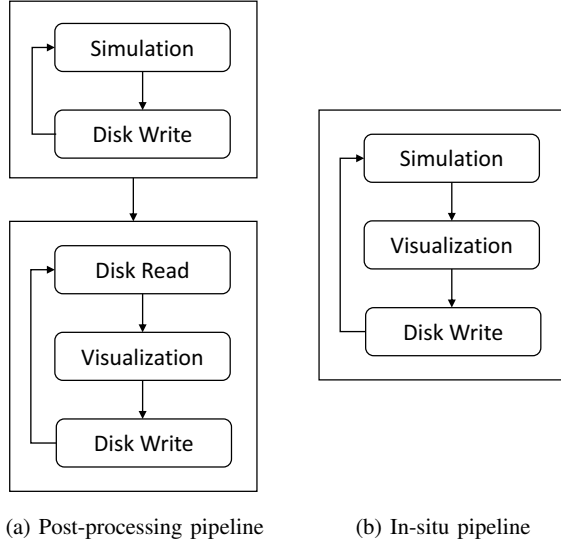 Simulation
Disk Write
Disk Read
Visualization
Disk Write
(a) Post-processing pipeline
Simulation
Visualization
Disk Write
(b) In-situ pipeline